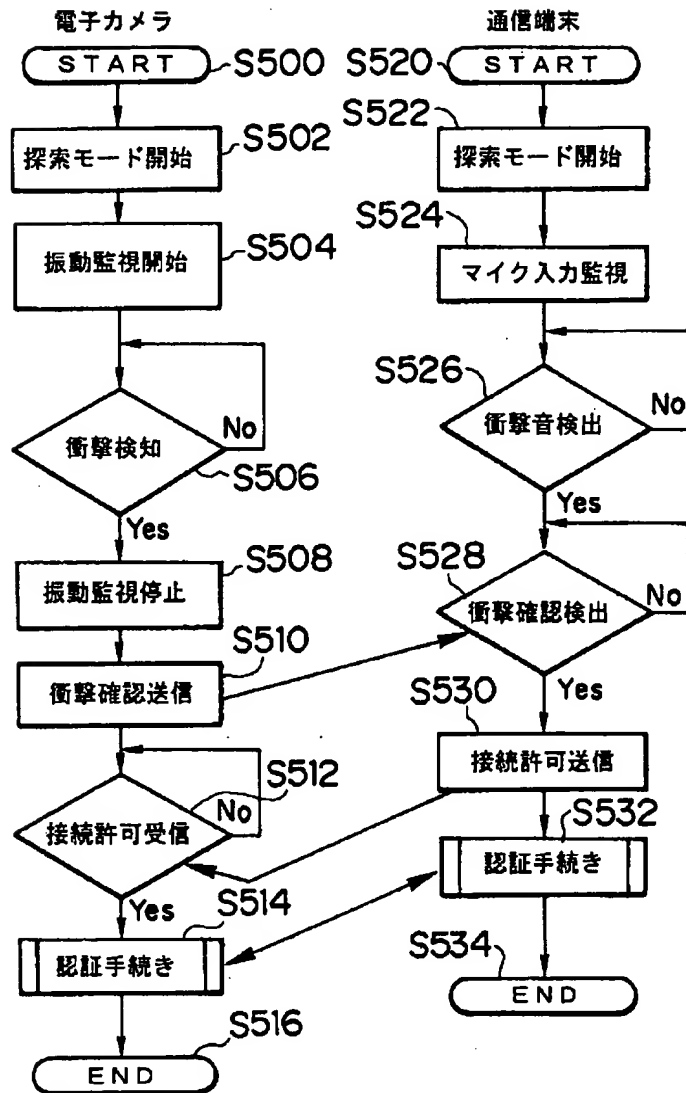 電子カメラ
START
S500
探索モード開始
S502
振動監視開始
S504
衝撃検知
No
S506
Yes
振動監視停止
S508
衝撃確認送信
S510
接続許可受信
No
S512
Yes
認証手続き
S514
END
S516
通信端末
S520
START
S522
探索モード開始
S524
マイク入力監視
S526
衝撃音検出
No
Yes
S528
衝撃確認検出
No
Yes
S530
接続許可送信
S532
認証手続き
S534
END